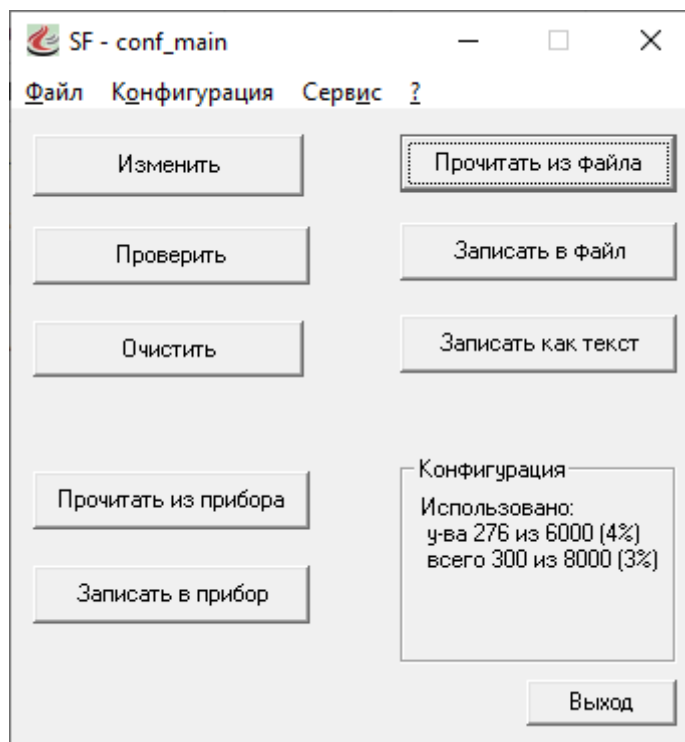 SF - conf_main
Файл Конфигурация Сервис ?
Изменить
Прочитать из файла
Проверить
Записать в файл
Очистить
Записать как текст
Прочитать из прибора
Записать в прибор
Конфигурация
Использовано:
у-ва 276 из 6000 (4%)
всего 300 из 8000 (3%)
Выход